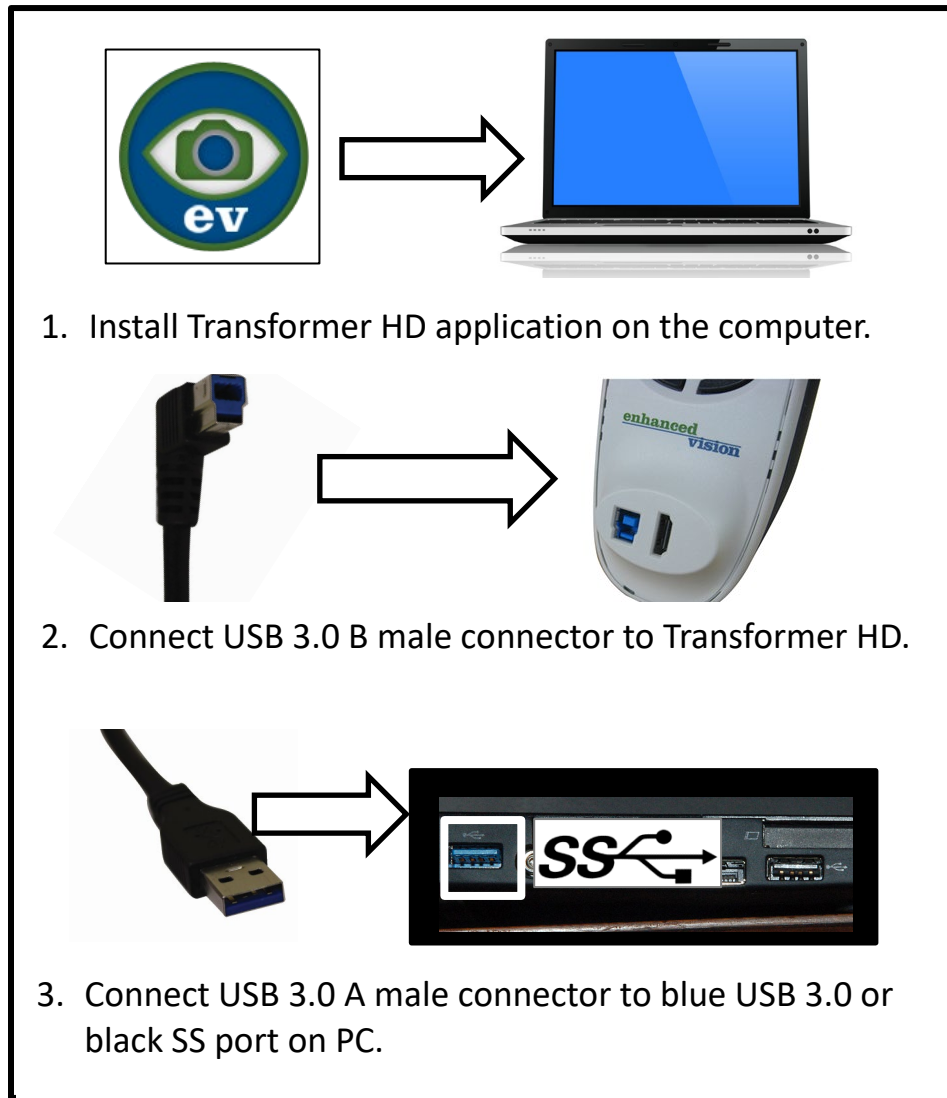 ev
1. Install Transformer HD application on the computer.
enhanced
vision
2. Connect USB 3.0 B male connector to Transformer HD.
SS
3. Connect USB 3.0 A male connector to blue USB 3.0 or
black SS port on PC.